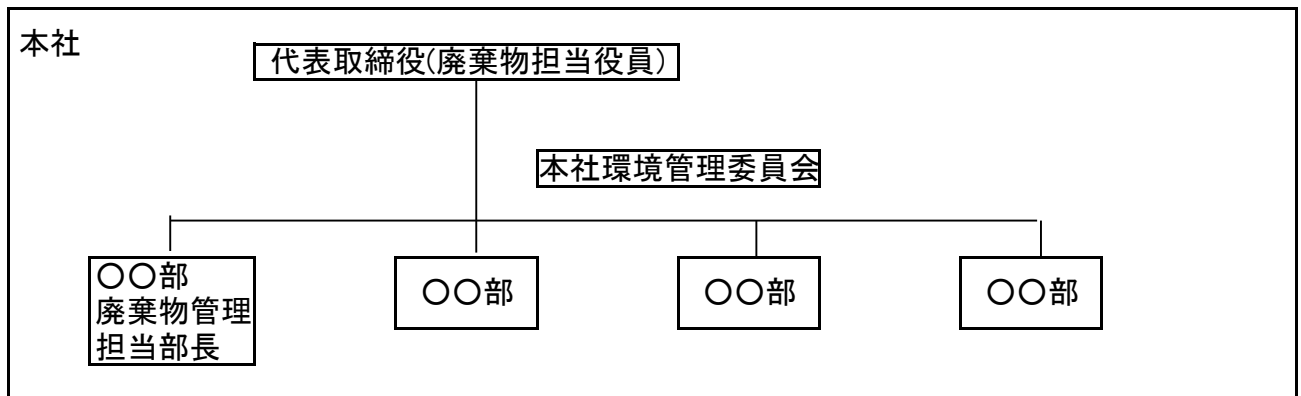 本社
代表取締役(廃棄物担当役員)
本社環境管理委員会
〇〇部
廃棄物管理
担当部長
〇〇部
〇〇部
〇〇部